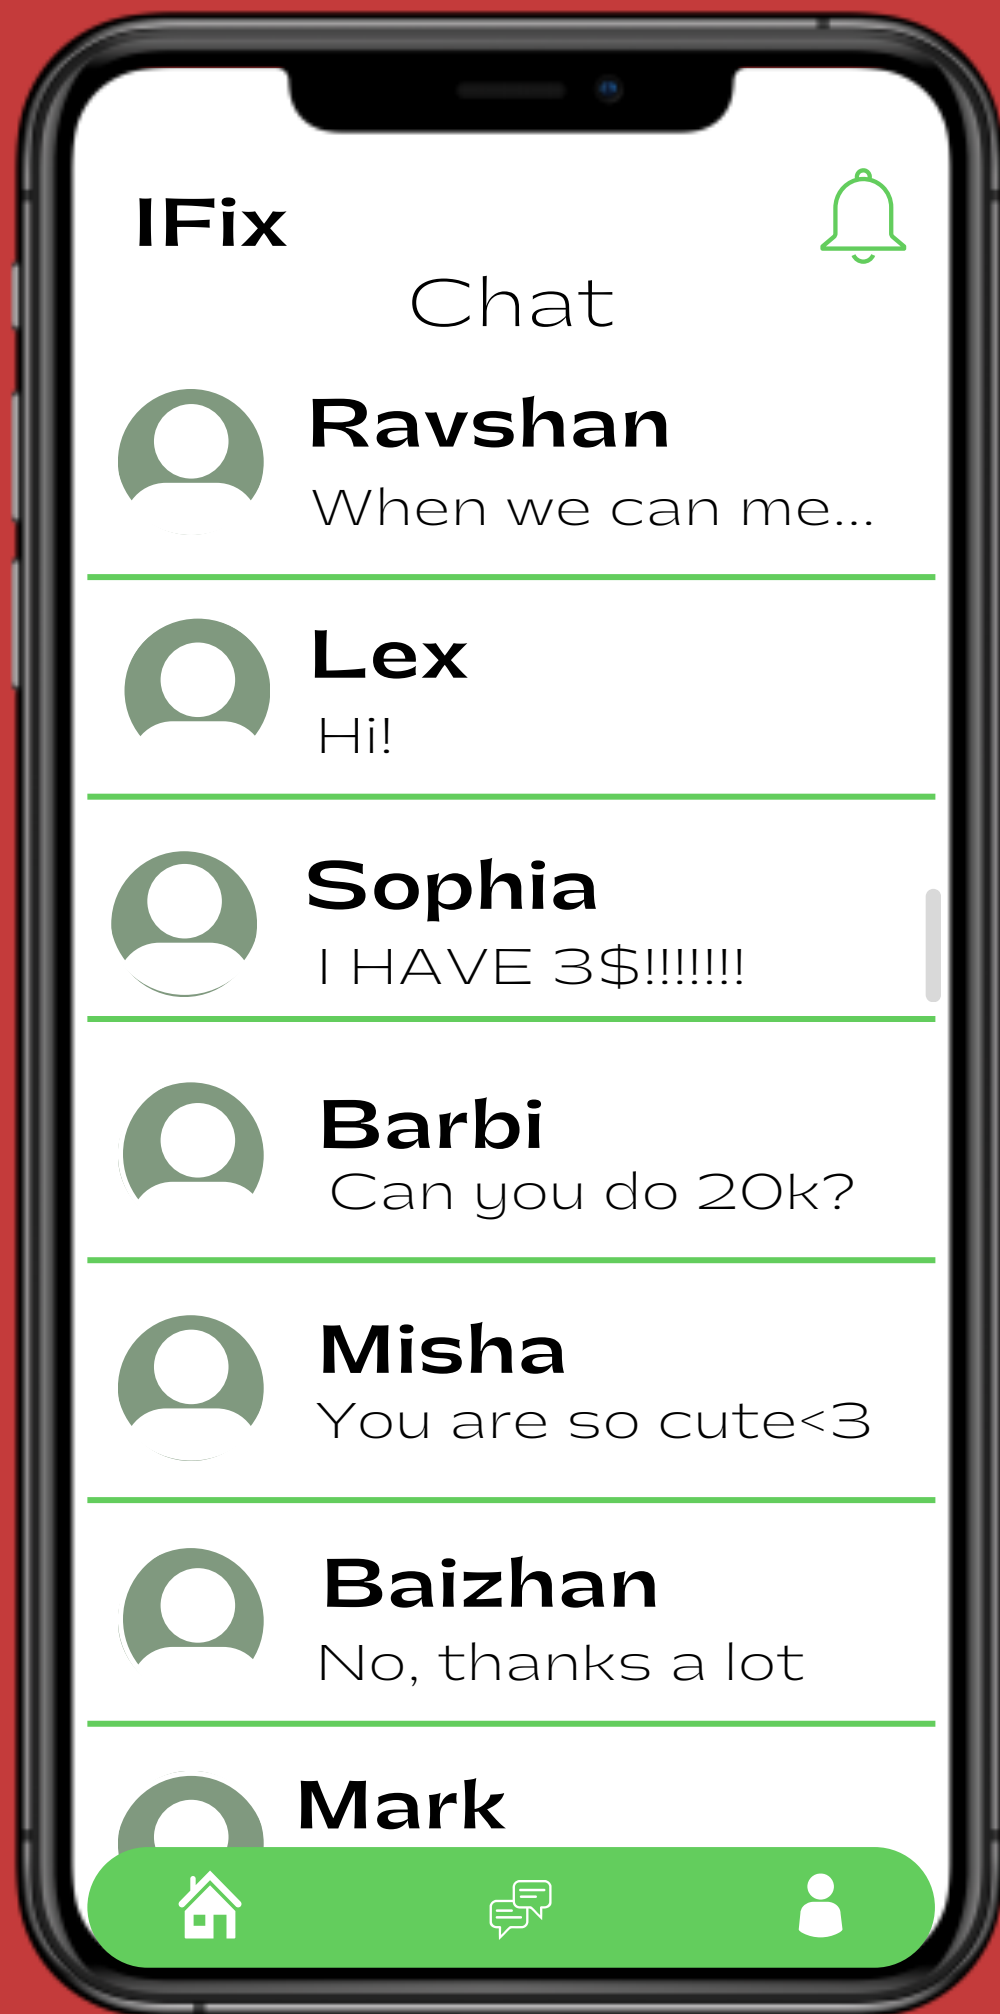 IFix
Chat
Ravshan
When we can me...
Lex
Hi!
Sophia
I HAVE 3$!!!!!!!
Barbi
Can you do 20k?
Misha
You are so cute<3
Baizhan
No, thanks a lot
Mark